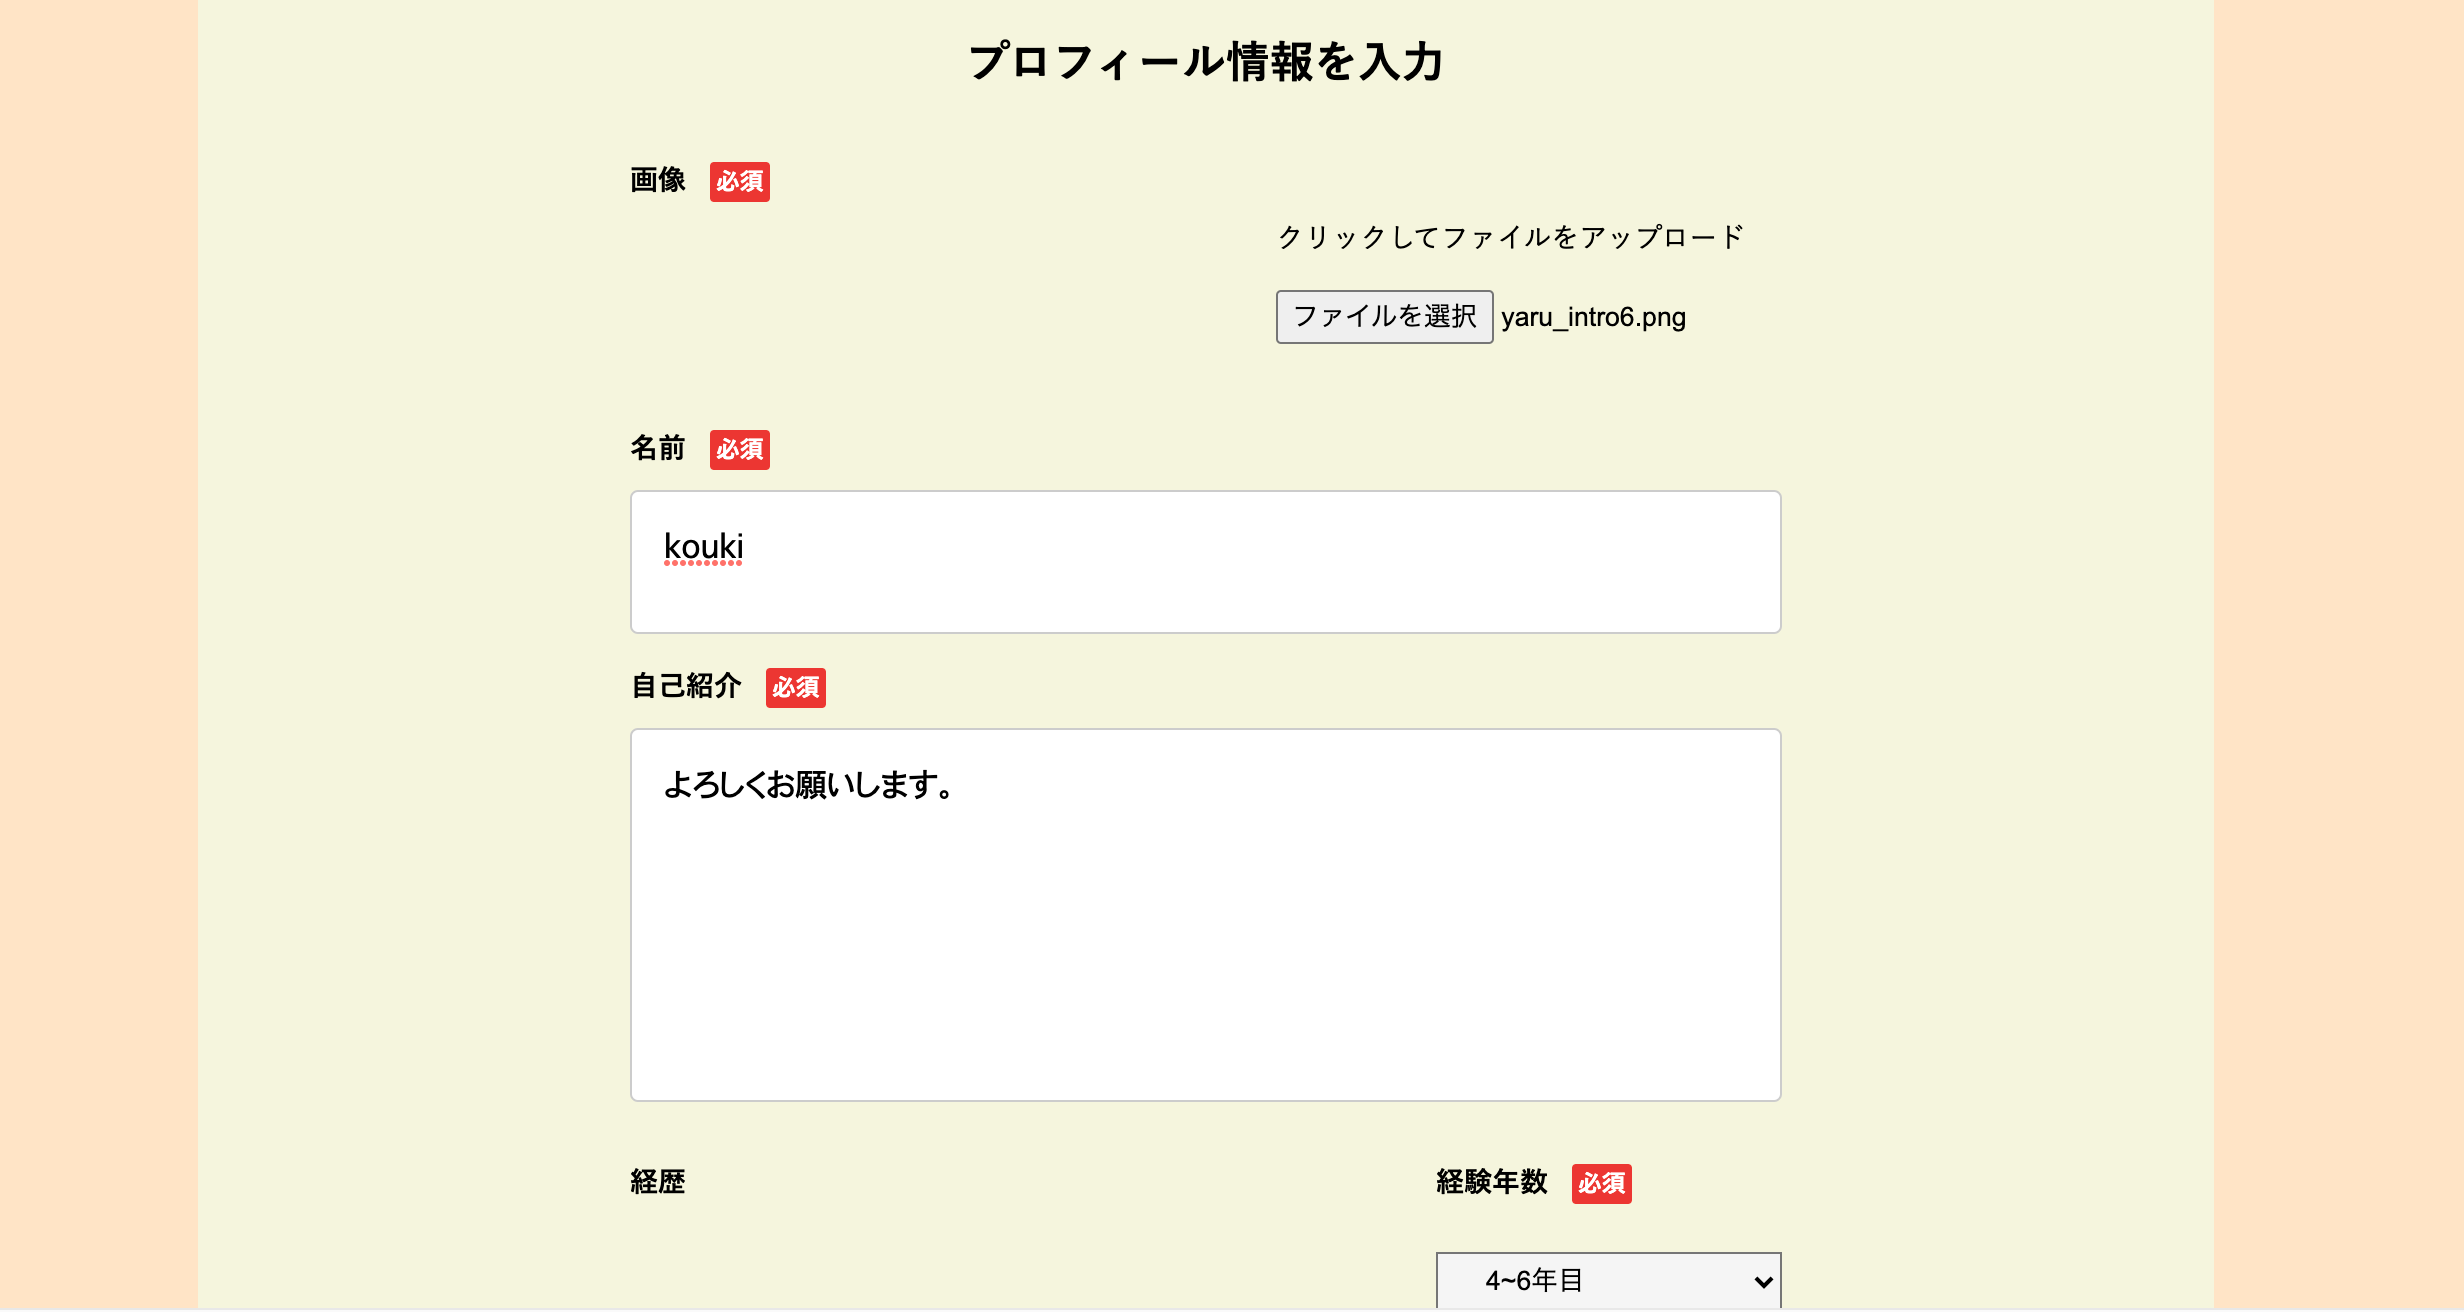 プロフィール情報を入力
画像 必須
クリックしてファイルをアップロード
ファイルを選択 yaru_intro6.png
名前 必須
kouki
自己紹介 必須
よろしくお願いします。
経歴 経験年数 必須
4~6年目